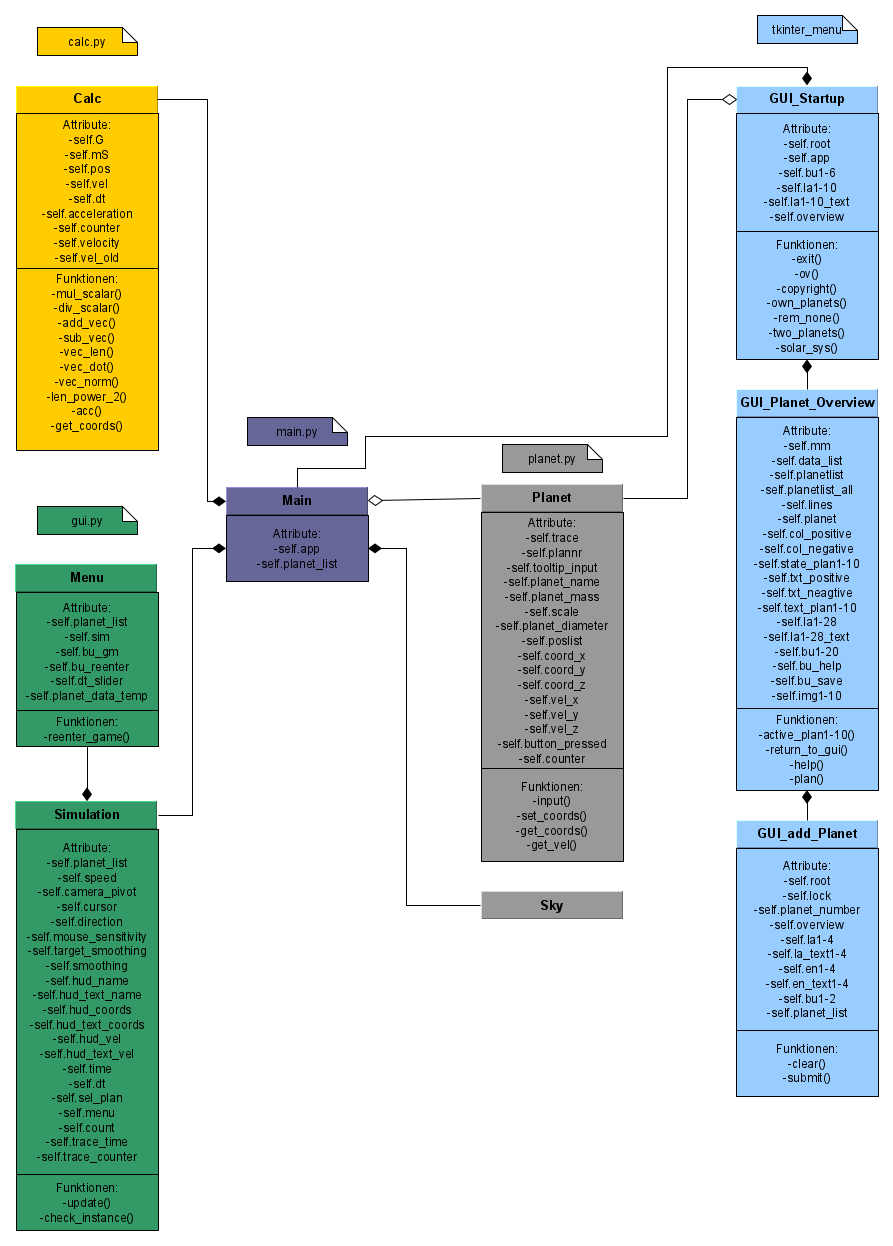 calc.py
Calc
Attribute:
-self.G
-self.mS
-self.pos
-self.vel
-self.dt
-self.acceleration
-self.counter
-self.velocity
-self.vel_old
Funktionen:
-mul_scalar()
-div_scalar()
-add_vec()
-sub_vec()
-vec_len()
-vec_dot()
-vec_norm()
-len_power_2()
-acc()
-get_coords()
gui.py
Menu
Attribute:
-self.planet_list
-self.sim
-self.bu_gm
-self.bu_reenter
-self.dt_slider
-self.planet_data_temp
Funktionen:
-reenter_game()
Simulation
Attribute:
-self.planet_list
-self.speed
-self.camera_pivot
-self.cursor
-self.direction
-self.mouse_sensitivity
-self.target_smoothing
-self.smoothing
-self.hud_name
-self.hud_text_name
-self.hud_coords
-self.hud_text_coords
-self.hud_vel
-self.hud_text_vel
-self.time
-self.dt
-self.sel_plan
-self.menu
-self.count
-self.trace_time
-self.trace_counter
Funktionen:
-update()
-check_instance()
main.py
Main
Attribute:
-self.app
-self.planet_list
planet.py
Planet
Attribute:
-self.trace
-self.plannr
-self.tooltip_input
-self.planet_name
-self.planet_mass
-self.scale
-self.planet_diameter
-self.poslist
-self.coord_x
-self.coord_y
-self.coord_z
-self.vel_x
-self.vel_y
-self.vel_z
-self.button_pressed
-self.counter
Funktionen:
-input()
-set_coords()
-get_coords()
-get_vel()
Sky
tkinter_menu
GUI_Startup
Attribute:
-self.root
-self.app
-self.bu1-6
-self.la1-10
-self.la1-10_text
-self.overview
Funktionen:
-exit()
-ov()
-copyright()
-own_planets()
-rem_none()
-two_planets()
-solar_sys()
GUI_Planet_Overview
Attribute:
-self.mm
-self.data_list
-self.planetlist
-self.planetlist_all
-self.lines
-self.planet
-self.col_positive
-self.col_negative
-self.state_plan1-10
-self.txt_positive
-self.txt_neagtive
-self.text_plan1-10
-self.la1-28
-self.la1-28_text
-self.bu1-20
-self.bu_help
-self.bu_save
-self.img1-10
Funktionen:
-active_plan1-10()
-return_to_gui()
-help()
-plan()
GUI_add_Planet
Attribute:
-self.root
-self.lock
-self.planet_number
-self.overview
-self.la1-4
-self.la_text1-4
-self.en1-4
-self.en_text1-4
-self.bu1-2
-self.planet_list
Funktionen:
-clear()
-submit()